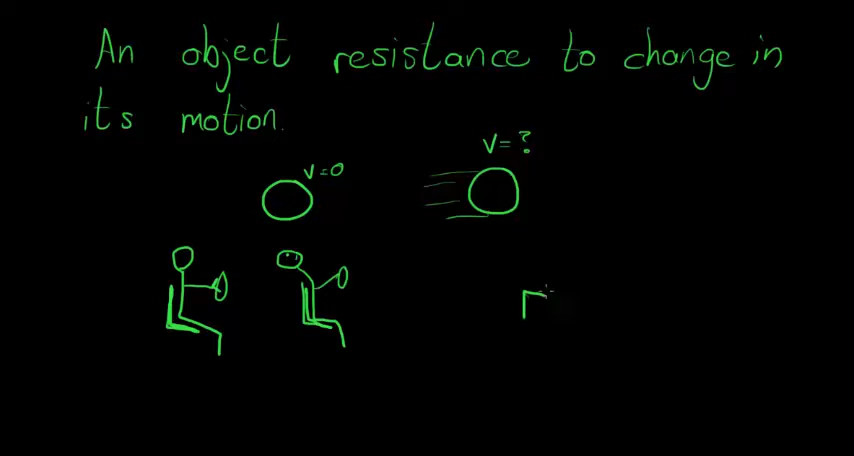 An object resistance to change in
its motion.
V = ?
V = 0